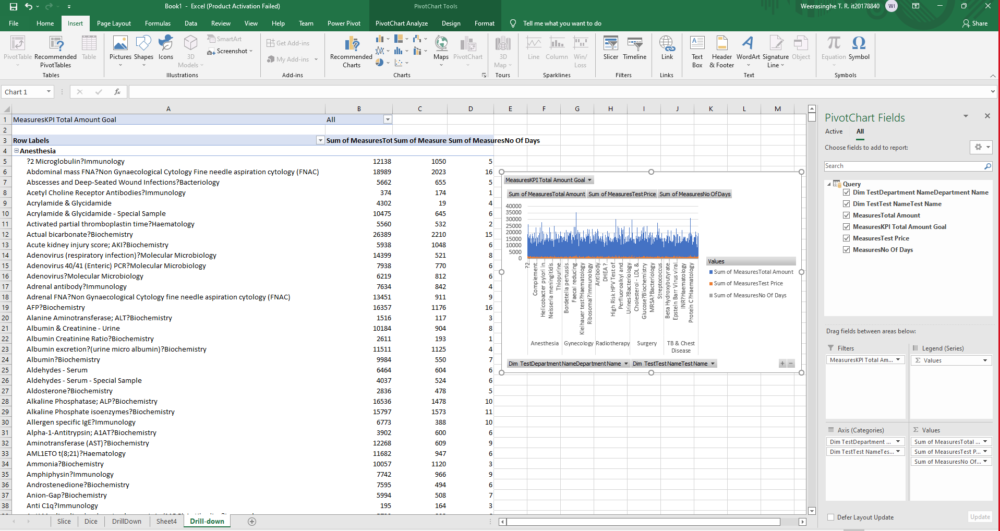 Book1 - Excel (Product Activation Failed)
PivotChart Tools
Weerasinghe T. R. it20178840
WI
File Home Insert Page Layout Formulas Data Review View Help Team Power Pivot PivotChart Analyze Design Format Tell me what you want to do
Share
PivotTable
Recommended PivotTables
Table
Tables
Pictures
Shapes
Icons
3D Models
SmartArt
Screenshot
Illustrations
Get Add-ins
My Add-ins
Add-ins
Recommended Charts
Maps
PivotChart
Charts
3D Map
Tours
Line
Column
Win/ Loss
Sparklines
Slicer
Timeline
Filters
Link
Links
Text Box
Header & Footer
WordArt
Signature Line
Object
Text
Equation
Symbol
Symbols
Chart 1
fx
A B C D E F G H I J K L M
1 MeasuresKPI Total Amount Goal All
2
3 Row Labels Sum of MeasuresTot Sum of Measure Sum of MeasuresNo Of Days
4 Anesthesia
5 ?2 Microglobulin?Immunology 12138 1050 5
6 Abdominal mass FNA?Non Gynaecological Cytology Fine needle aspiration cytology (FNAC) 18989 2023 16
7 Abscesses and Deep-Seated Wound Infections?Bacteriology 5662 655 5
8 Acetyl Choline Receptor Antibodies?Immunology 374 174 1
9 Acrylamide & Glycidamide 4302 19 4
10 Acrylamide & Glycidamide - Special Sample 10475 645 6
11 Activated partial thromboplastin time?Haematology 5560 532 2
12 Actual bicarbonate?Biochemistry 26389 2210 15
13 Acute kidney injury score; AKI?Biochemistry 5938 1048 6
14 Adenovirus (respiratory infection)?Molecular Microbiology 14399 521 8
15 Adenovirus 40/41 (Enteric) PCR?Molecular Microbiology 7938 770 6
16 Adenovirus?Molecular Microbiology 6219 812 6
17 Adrenal antibody?Immunology 7634 842 4
18 Adrenal FNA?Non Gynaecological Cytology fine needle aspiration cytology (FNAC) 13451 911 9
19 AFP?Biochemistry 16357 1176 16
20 Alanine Aminotransferase; ALT?Biochemistry 1516 117 3
21 Albumin & Creatinine - Urine 10184 904 8
22 Albumin Creatinine Ratio?Biochemistry 2611 193 1
23 Albumin excretion?(urine micro albumin)?Biochemistry 11511 1125 4
24 Albumin?Biochemistry 9984 550 7
25 Aldehydes - Serum 6464 604 6
26 Aldehydes - Serum - Special Sample 4037 524 6
27 Aldosterone?Biochemistry 2836 478 5
28 Alkaline Phosphatase; ALP?Biochemistry 16536 1478 10
29 Alkaline Phosphate isoenzymes?Biochemistry 15797 1573 11
30 Allergen specific IgE?Immunology 6773 388 10
31 Alpha-1-Antitrypsin; A1AT?Biochemistry 3902 600 6
32 Aminotransferase (AST)?Biochemistry 12268 609 9
33 AML1ETO t(8;21)?Haematology 11682 947 6
34 Ammonia?Biochemistry 10057 1120 3
35 Amphiphysin?Immunology 7742 966 9
36 Androstenedione?Biochemistry 7595 494 6
37 Anion-Gap?Biochemistry 5994 508 7
38 Anti C1q?Immunology 195 164 3
MeasuresKPI Total Amount Goal
Sum of MeasuresTotal Amount Sum of MeasuresTest Price Sum of MeasuresNo Of Days
40000
35000
30000
25000
20000
15000
10000
5000
0
?2...
Complement...
Helicobacter pylori in...
Neisseria meningitidis...
Thiopurine...
Bordetella pertussis...
Faecal reducing...
Kleihauer test?Haematology
Ribosomal?Immunology
Antibody...
DHEA ?...
High Risk HPV Test of...
Perfluoroalkyl and...
Urines?Bacteriology
Cholesterol - LDL &...
Glucose?Biochemistry
MRSA?Bacteriology
Streptococcus...
Beta Hydroxybutyrate...
Epstein Barr Virus viral...
INR?Haematology
Protein C?Haematology
Anesthesia Gynecology Radiotherapy Surgery TB & Chest Disease
Values
Sum of MeasuresTotal Amount
Sum of MeasuresTest Price
Sum of MeasuresNo Of Days
Dim TestDepartment NameDepartment Name Dim TestTest NameTest Name
+ -
PivotChart Fields
Active All
Choose fields to add to report:
Search
Query
Dim TestDepartment NameDepartment Name
Dim TestTest NameTest Name
MeasuresTotal Amount
MeasuresKPI Total Amount Goal
MeasuresTest Price
MeasuresNo Of Days
Drag fields between areas below:
Filters
MeasuresKPI Total Am...
Legend (Series)
Σ Values
Axis (Categories)
Dim TestDepartment ...
Dim TestTest NameTes...
Σ Values
Sum of MeasuresTotal ...
Sum of MeasuresTest P...
Sum of MeasuresNo Of...
Defer Layout Update
Update
Slice Dice DrillDown Sheet4 Drill-down